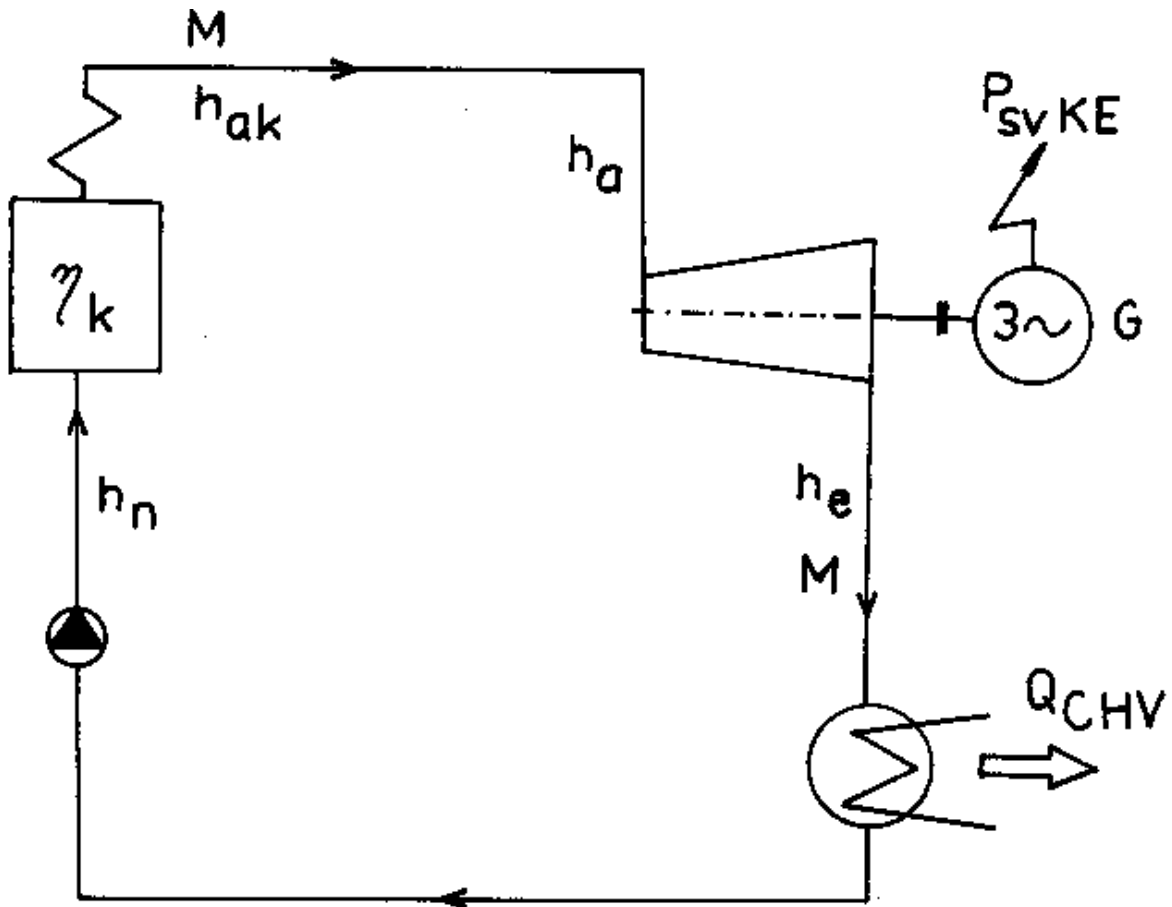 M
h_ak
h_a
P_sv KE
η_k
3~ G
h_n
h_e
M
Q_CHV